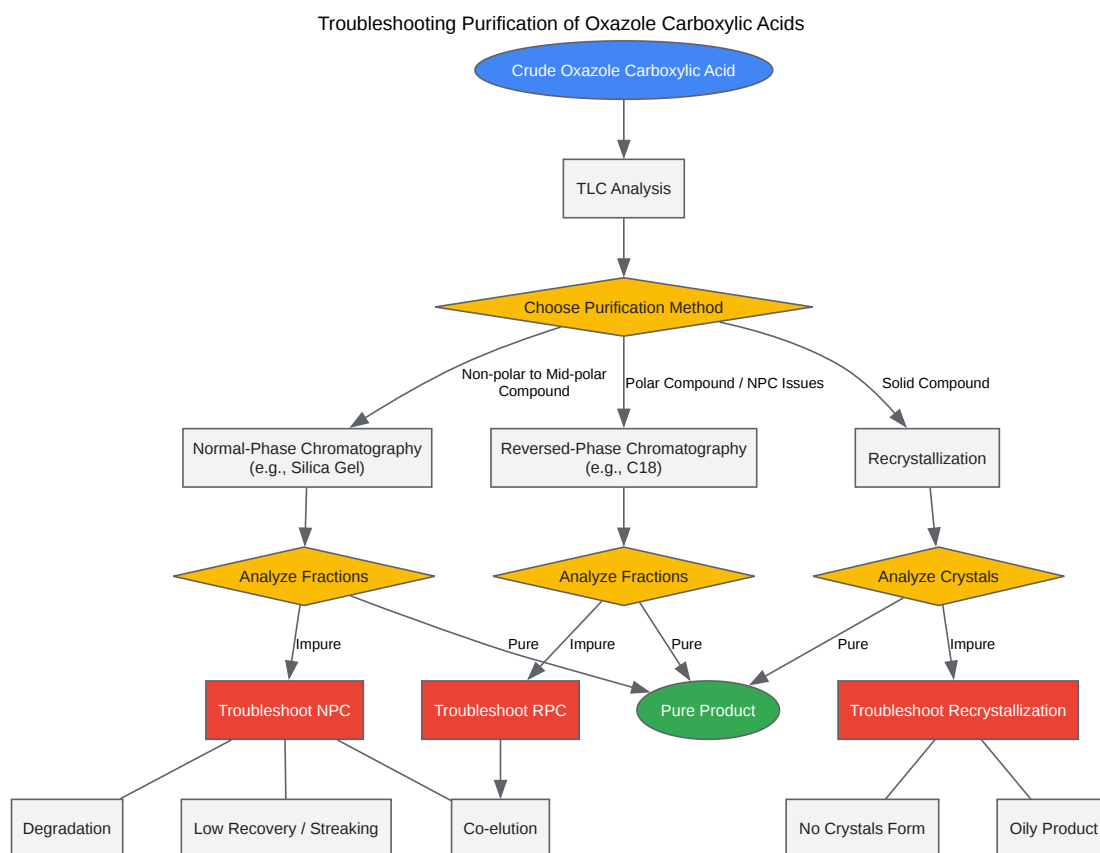 Troubleshooting Purification of Oxazole Carboxylic Acids
Crude Oxazole Carboxylic Acid
TLC Analysis
Choose Purification Method
Non-polar to Mid-polar
Compound
Polar Compound / NPC Issues
Solid Compound
Normal-Phase Chromatography
(e.g., Silica Gel)
Reversed-Phase Chromatography
(e.g., C18)
Recrystallization
Analyze Fractions
Analyze Fractions
Analyze Crystals
Impure
Pure
Impure
Pure
Pure
Impure
Troubleshoot NPC
Troubleshoot RPC
Pure Product
Troubleshoot Recrystallization
Degradation
Low Recovery / Streaking
Co-elution
No Crystals Form
Oily Product